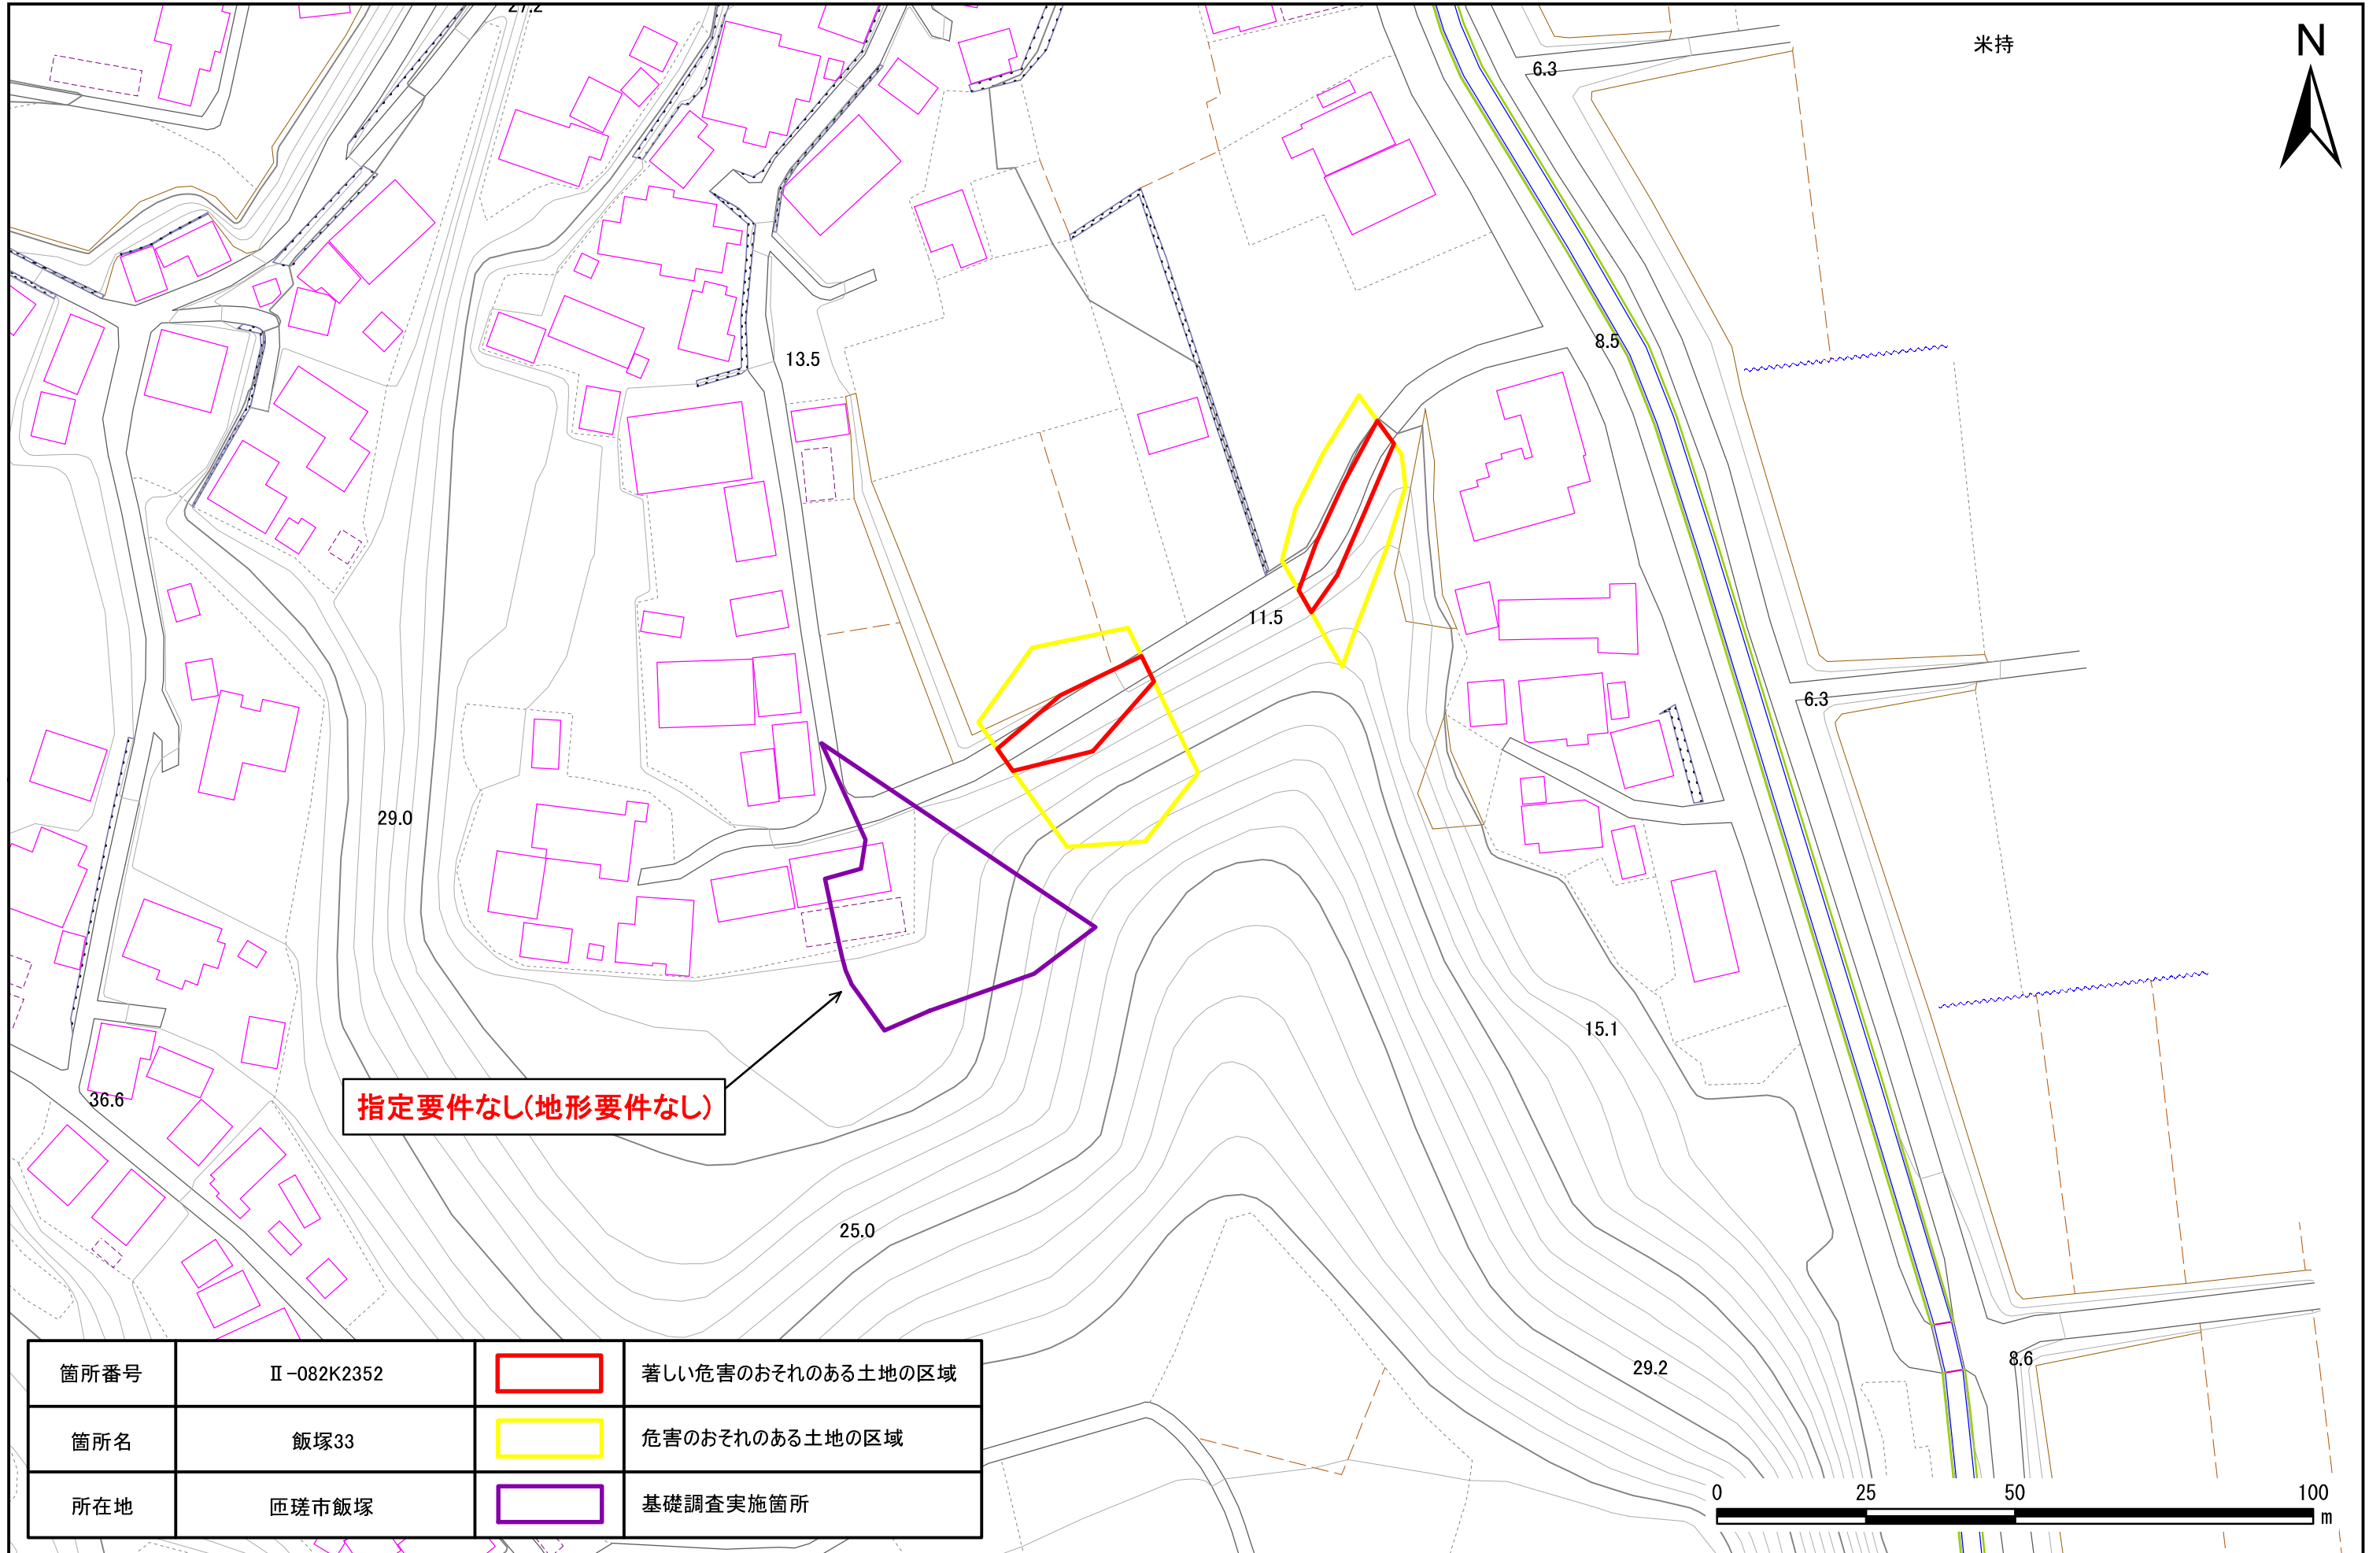 27.2
米持
N
6.3
8.5
13.5
11.5
6.3
29.0
15.1
指定要件なし(地形要件なし)
36.6
25.0
29.2
8.6
箇所番号 Ⅱ-082K2352 著しい危害のおそれのある土地の区域
箇所名 飯塚33 危害のおそれのある土地の区域
所在地 匝瑳市飯塚 基礎調査実施箇所
0 25 50 100
m